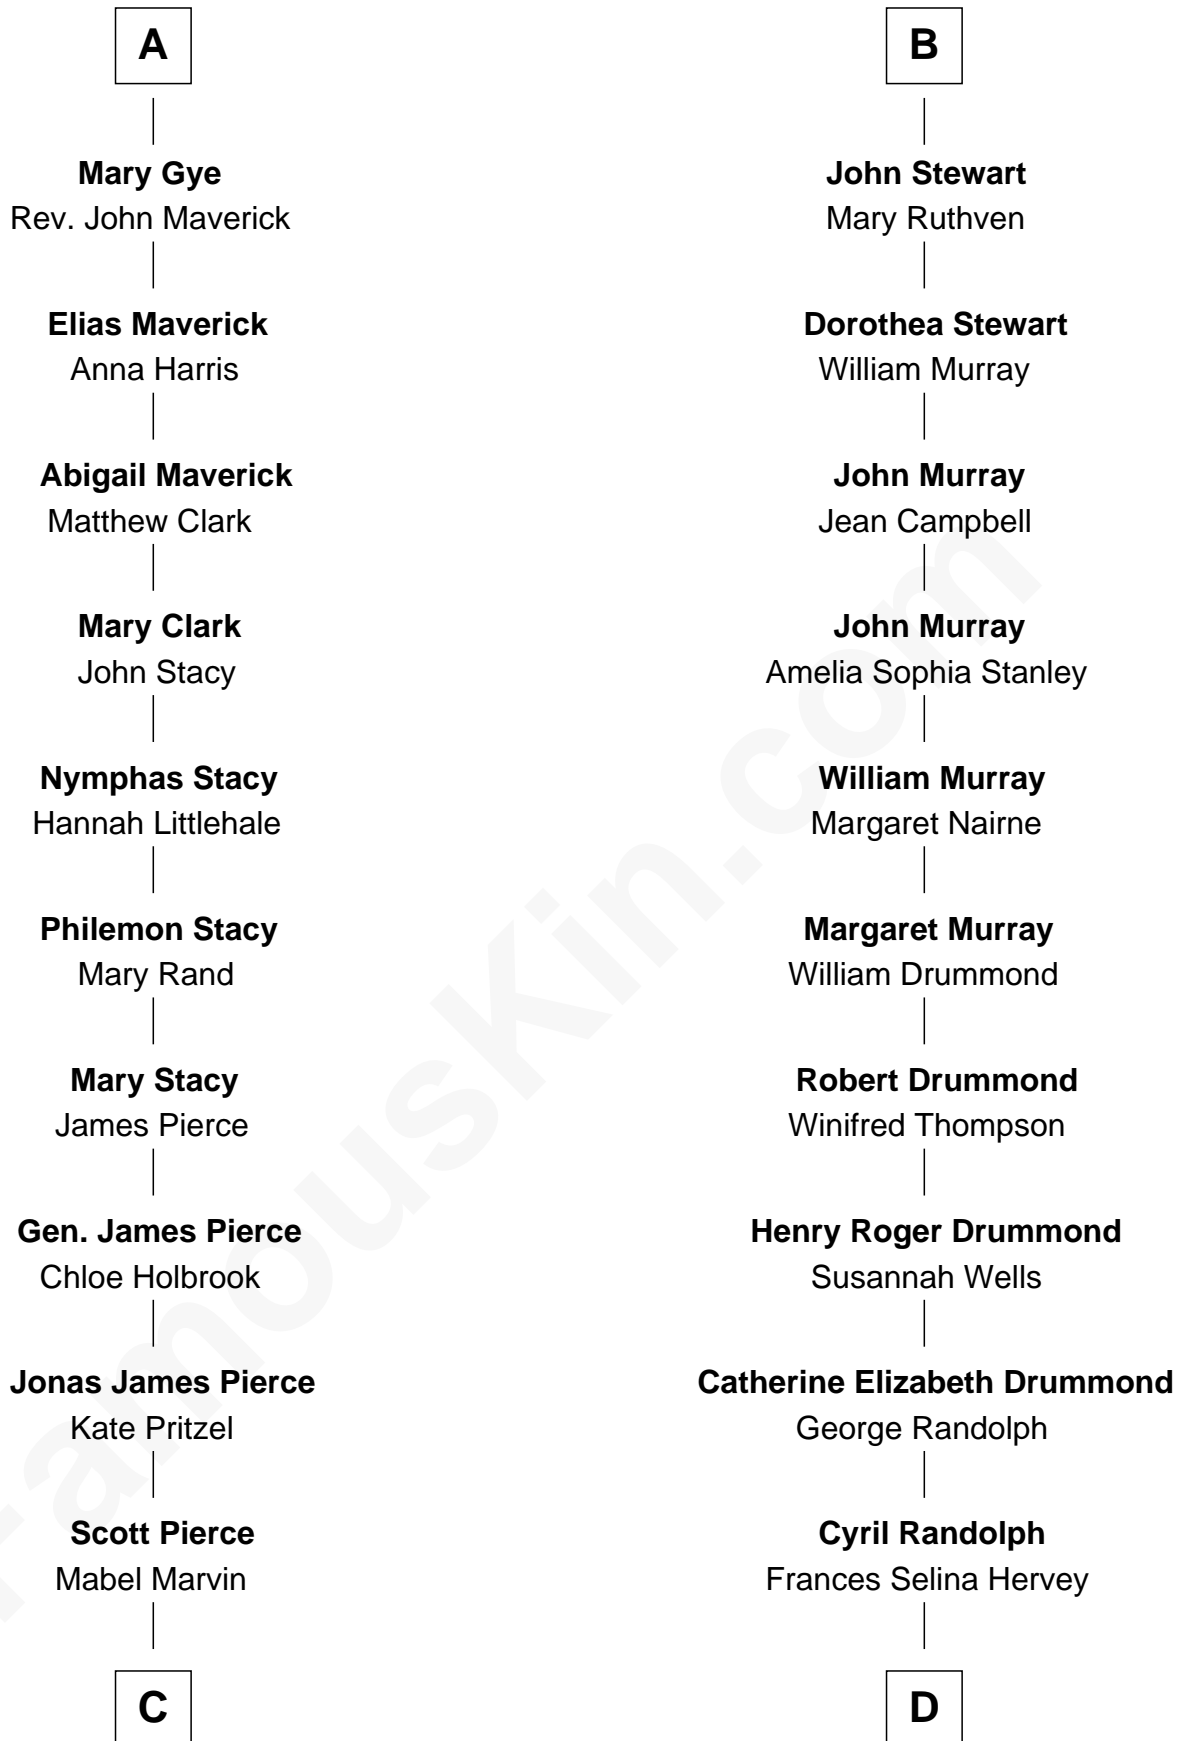 A
Mary Gye
Rev. John Maverick
Elias Maverick
Anna Harris
Abigail Maverick
Matthew Clark
Mary Clark
John Stacy
Nymphas Stacy
Hannah Littlehale
Philemon Stacy
Mary Rand
Mary Stacy
James Pierce
Gen. James Pierce
Chloe Holbrook
Jonas James Pierce
Kate Pritzel
Scott Pierce
Mabel Marvin
C
B
John Stewart
Mary Ruthven
Dorothea Stewart
William Murray
John Murray
Jean Campbell
John Murray
Amelia Sophia Stanley
William Murray
Margaret Nairne
Margaret Murray
William Drummond
Robert Drummond
Winifred Thompson
Henry Roger Drummond
Susannah Wells
Catherine Elizabeth Drummond
George Randolph
Cyril Randolph
Frances Selina Hervey
D
FamousKin.com